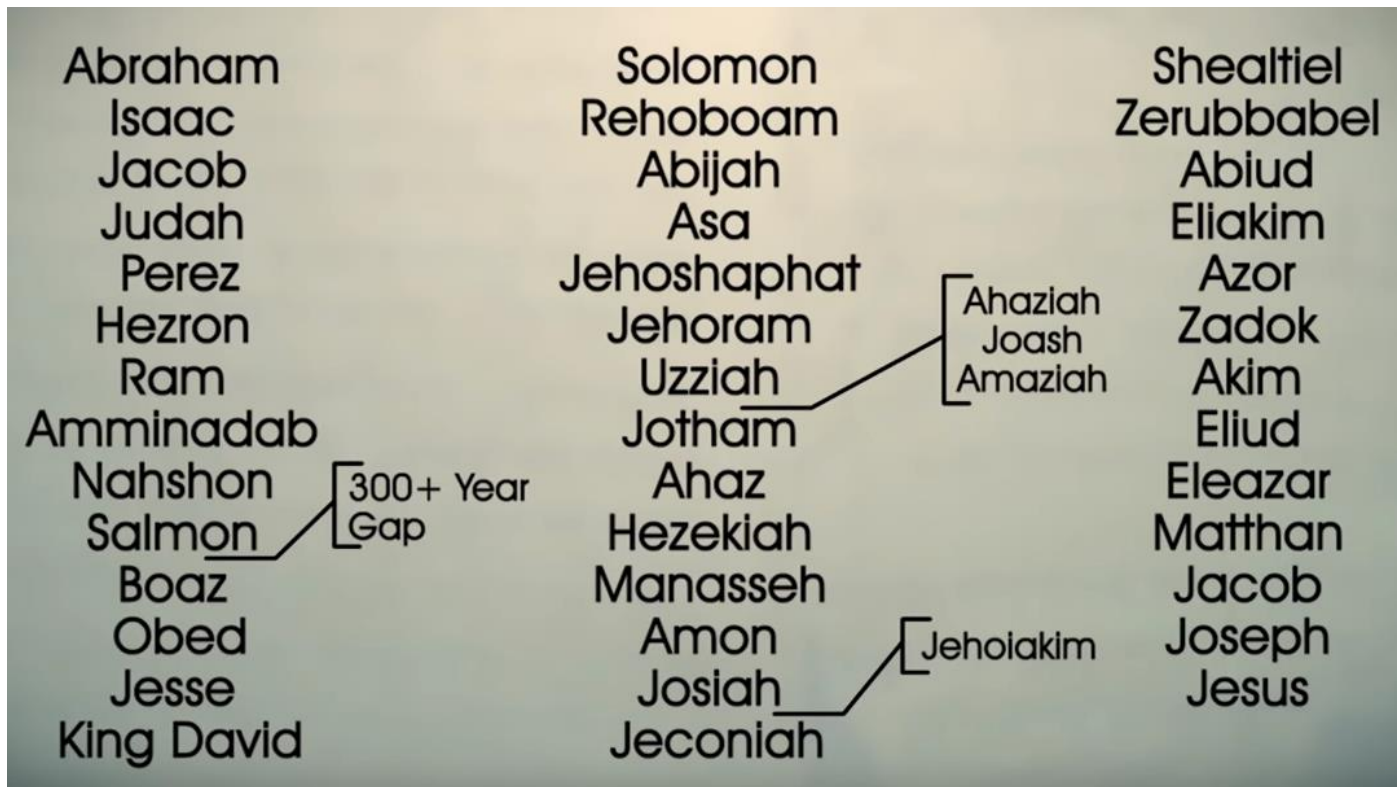 Abraham
Isaac
Jacob
Judah
Perez
Hezron
Ram
Amminadab
Nahshon
Salmon
Boaz
Obed
Jesse
King David
300+ Year
Gap
Solomon
Rehoboam
Abijah
Asa
Jehoshaphat
Jehoram
Uzziah
Jotham
Ahaz
Hezekiah
Manasseh
Amon
Josiah
Jeconiah
Ahaziah
Joash
Amaziah
Jehoiakim
Shealtiel
Zerubbabel
Abiud
Eliakim
Azor
Zadok
Akim
Eliud
Eleazar
Matthan
Jacob
Joseph
Jesus